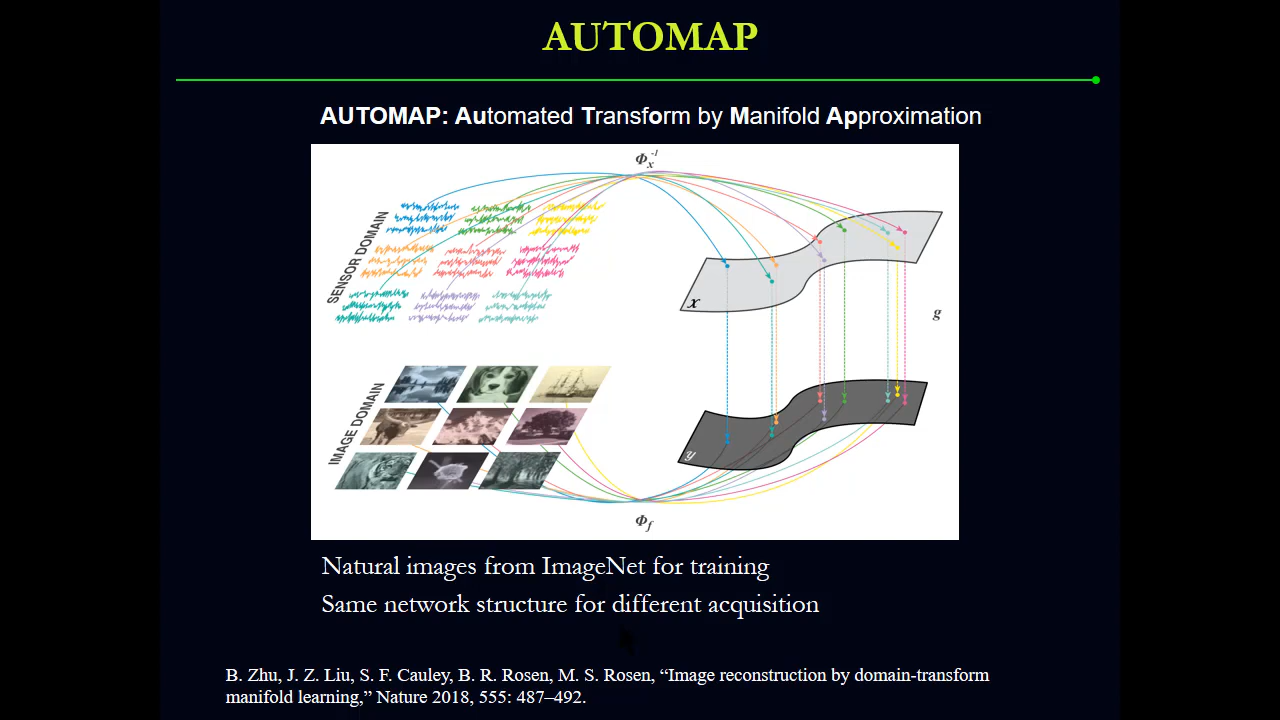 AUTOMAP
AUTOMAP: Automated Transform by Manifold Approximation
Φx⁻¹
SENSOR DOMAIN
x
g
IMAGE DOMAIN
y
Φf
Natural images from ImageNet for training
Same network structure for different acquisition
B. Zhu, J. Z. Liu, S. F. Cauley, B. R. Rosen, M. S. Rosen, “Image reconstruction by domain-transform
manifold learning,” Nature 2018, 555: 487–492.